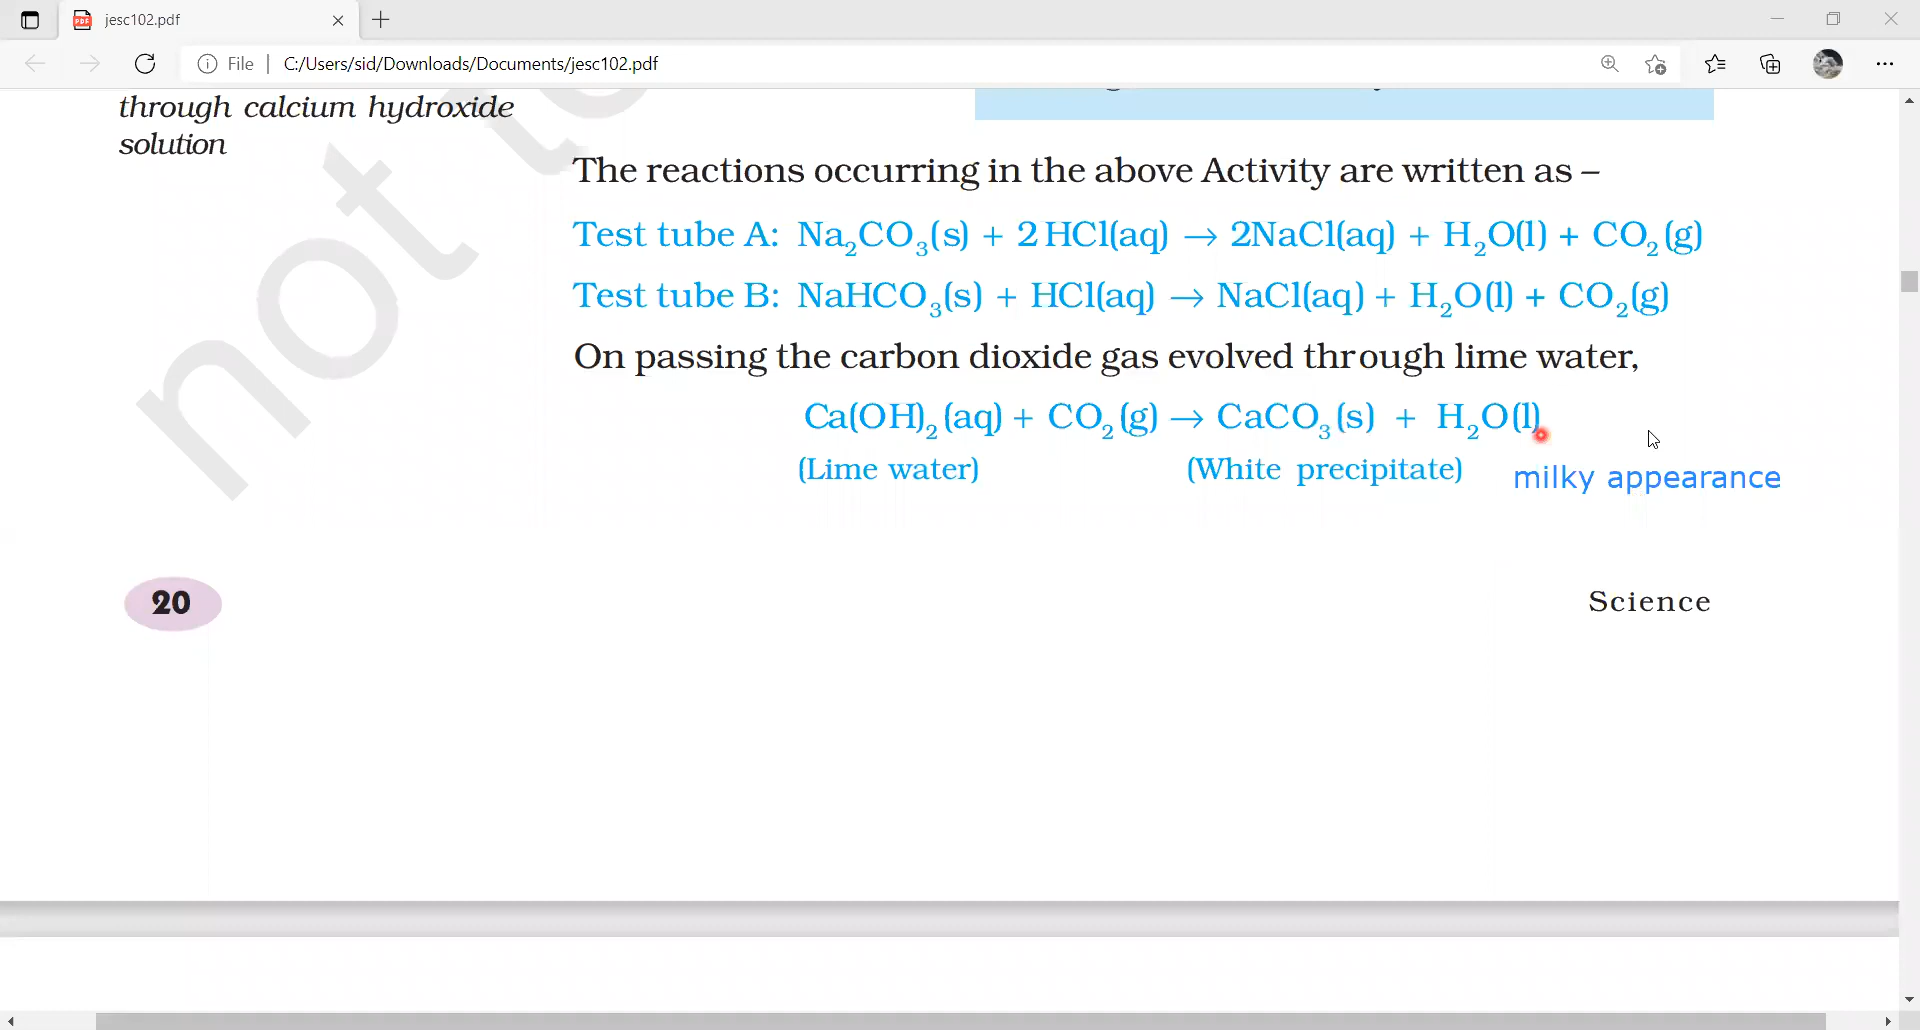 jesc102.pdf
File | C:/Users/sid/Downloads/Documents/jesc102.pdf
through calcium hydroxide
solution
The reactions occurring in the above Activity are written as –
Test tube A: Na₂CO₃(s) + 2 HCl(aq) → 2NaCl(aq) + H₂O(l) + CO₂(g)
Test tube B: NaHCO₃(s) + HCl(aq) → NaCl(aq) + H₂O(l) + CO₂(g)
On passing the carbon dioxide gas evolved through lime water,
Ca(OH)₂(aq) + CO₂(g) → CaCO₃(s) + H₂O(l)
(Lime water) (White precipitate) milky appearance
not
20
Science